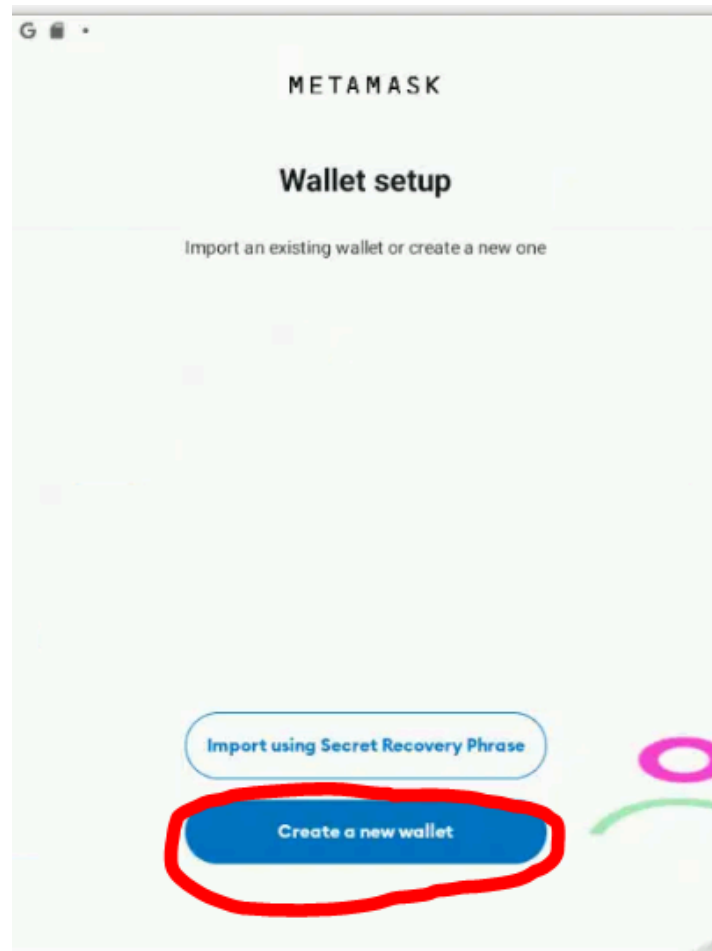 G
METAMASK
Wallet setup
Import an existing wallet or create a new one
Import using Secret Recovery Phrase
Create a new wallet